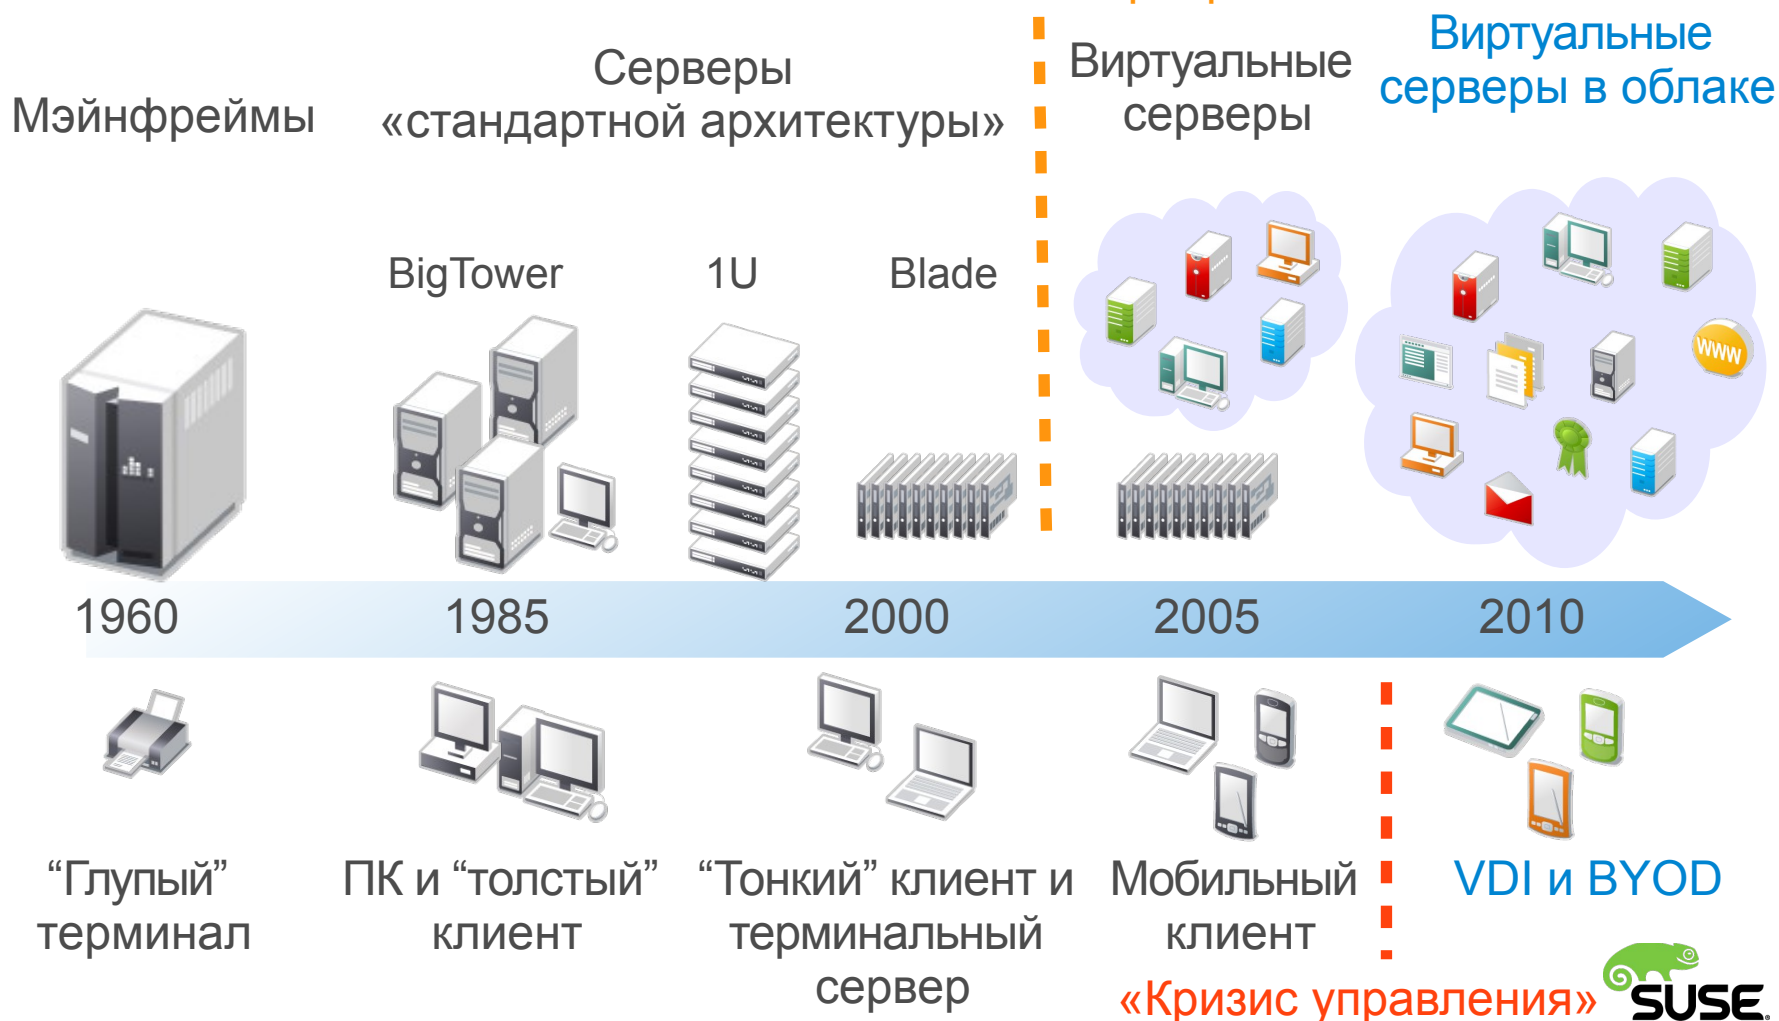 Виртуальные
серверы в облаке
Виртуальные
серверы
Серверы
«стандартной архитектуры»
Мэйнфреймы
BigTower
1U
Blade
www
1960
1985
2000
2005
2010
“Глупый”
терминал
ПК и “толстый”
клиент
“Тонкий” клиент и
терминальный
сервер
Мобильный
клиент
VDI и BYOD
«Кризис управления»
SUSE